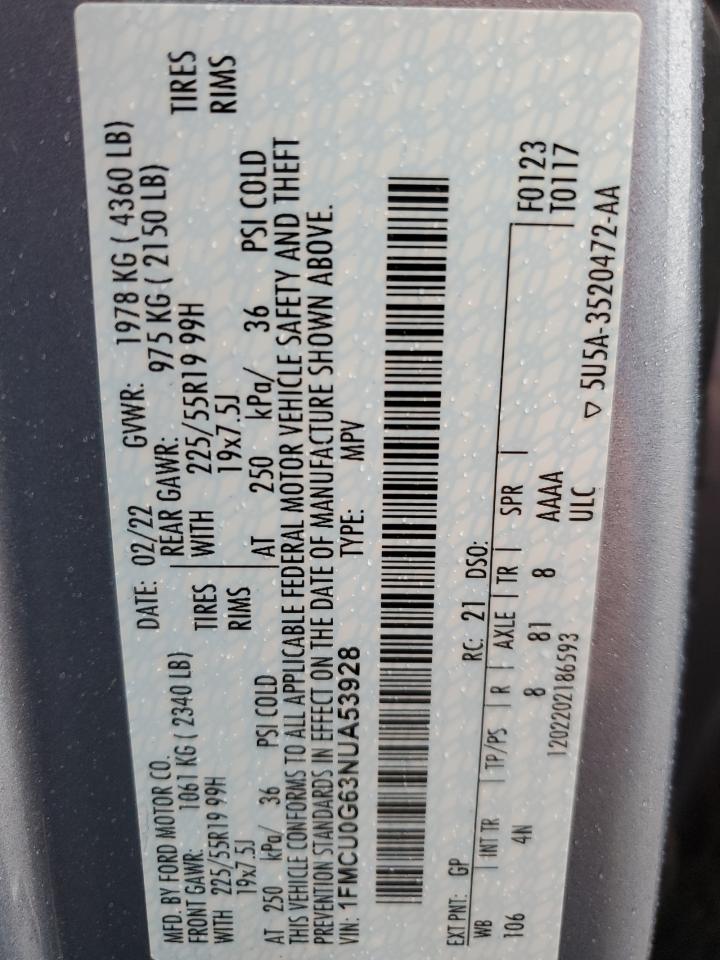 MFD. BY FORD MOTOR CO.
DATE: 02/22 GVWR: 1978 KG ( 4360 LB)
FRONT GAWR: 1061 KG ( 2340 LB)
REAR GAWR: 975 KG ( 2150 LB)
WITH 225/55R19 99H TIRES
WITH 225/55R19 99H TIRES
19x7.5J RIMS
19x7.5J RIMS
AT 250 kPa/ 36 PSI COLD
AT 250 kPa/ 36 PSI COLD
THIS VEHICLE CONFORMS TO ALL APPLICABLE FEDERAL MOTOR VEHICLE SAFETY AND THEFT
PREVENTION STANDARDS IN EFFECT ON THE DATE OF MANUFACTURE SHOWN ABOVE.
VIN: 1FMCU0G63NUA53928 TYPE: MPV
EXT PNT: GP RC: 21 DSO: F0123
WB INT TR TP/PS R AXLE TR SPR T0117
106 4N 8 81 8 AAAA
1202202186593 ULC
▽ 5U5A-3520472-AA